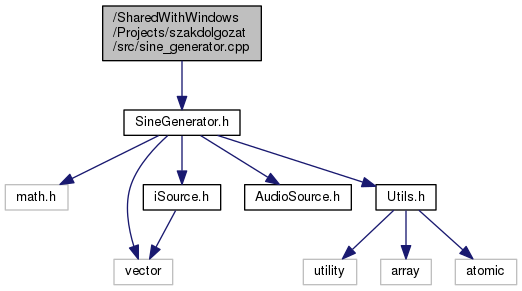 /SharedWithWindows
/Projects/szakdolgozat
/src/sine_generator.cpp
SineGenerator.h
math.h
iSource.h
AudioSource.h
Utils.h
vector
utility
array
atomic